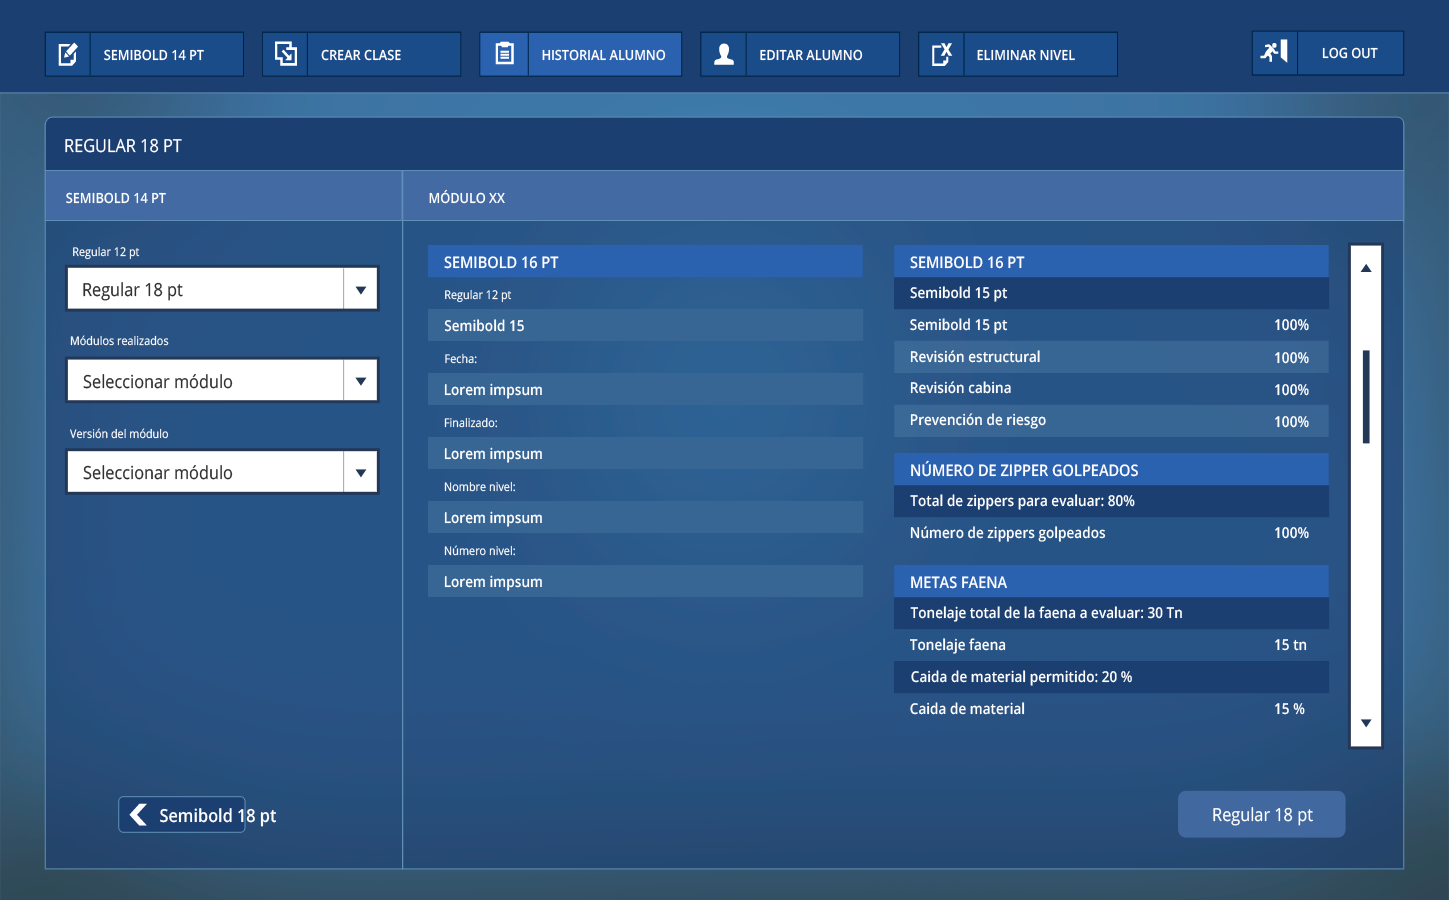 SEMIBOLD 14 PT
CREAR CLASE
HISTORIAL ALUMNO
EDITAR ALUMNO
ELIMINAR NIVEL
LOG OUT
REGULAR 18 PT
SEMIBOLD 14 PT
MÓDULO XX
Regular 12 pt
Regular 18 pt
Módulos realizados
Seleccionar módulo
Versión del módulo
Seleccionar módulo
Semibold 18 pt
SEMIBOLD 16 PT
Regular 12 pt
Semibold 15
Fecha:
Lorem impsum
Finalizado:
Lorem impsum
Nombre nivel:
Lorem impsum
Número nivel:
Lorem impsum
SEMIBOLD 16 PT
Semibold 15 pt
Semibold 15 pt 100%
Revisión estructural 100%
Revisión cabina 100%
Prevención de riesgo 100%
NÚMERO DE ZIPPER GOLPEADOS
Total de zippers para evaluar: 80%
Número de zippers golpeados 100%
METAS FAENA
Tonelaje total de la faena a evaluar: 30 Tn
Tonelaje faena 15 tn
Caida de material permitido: 20 %
Caida de material 15 %
Regular 18 pt